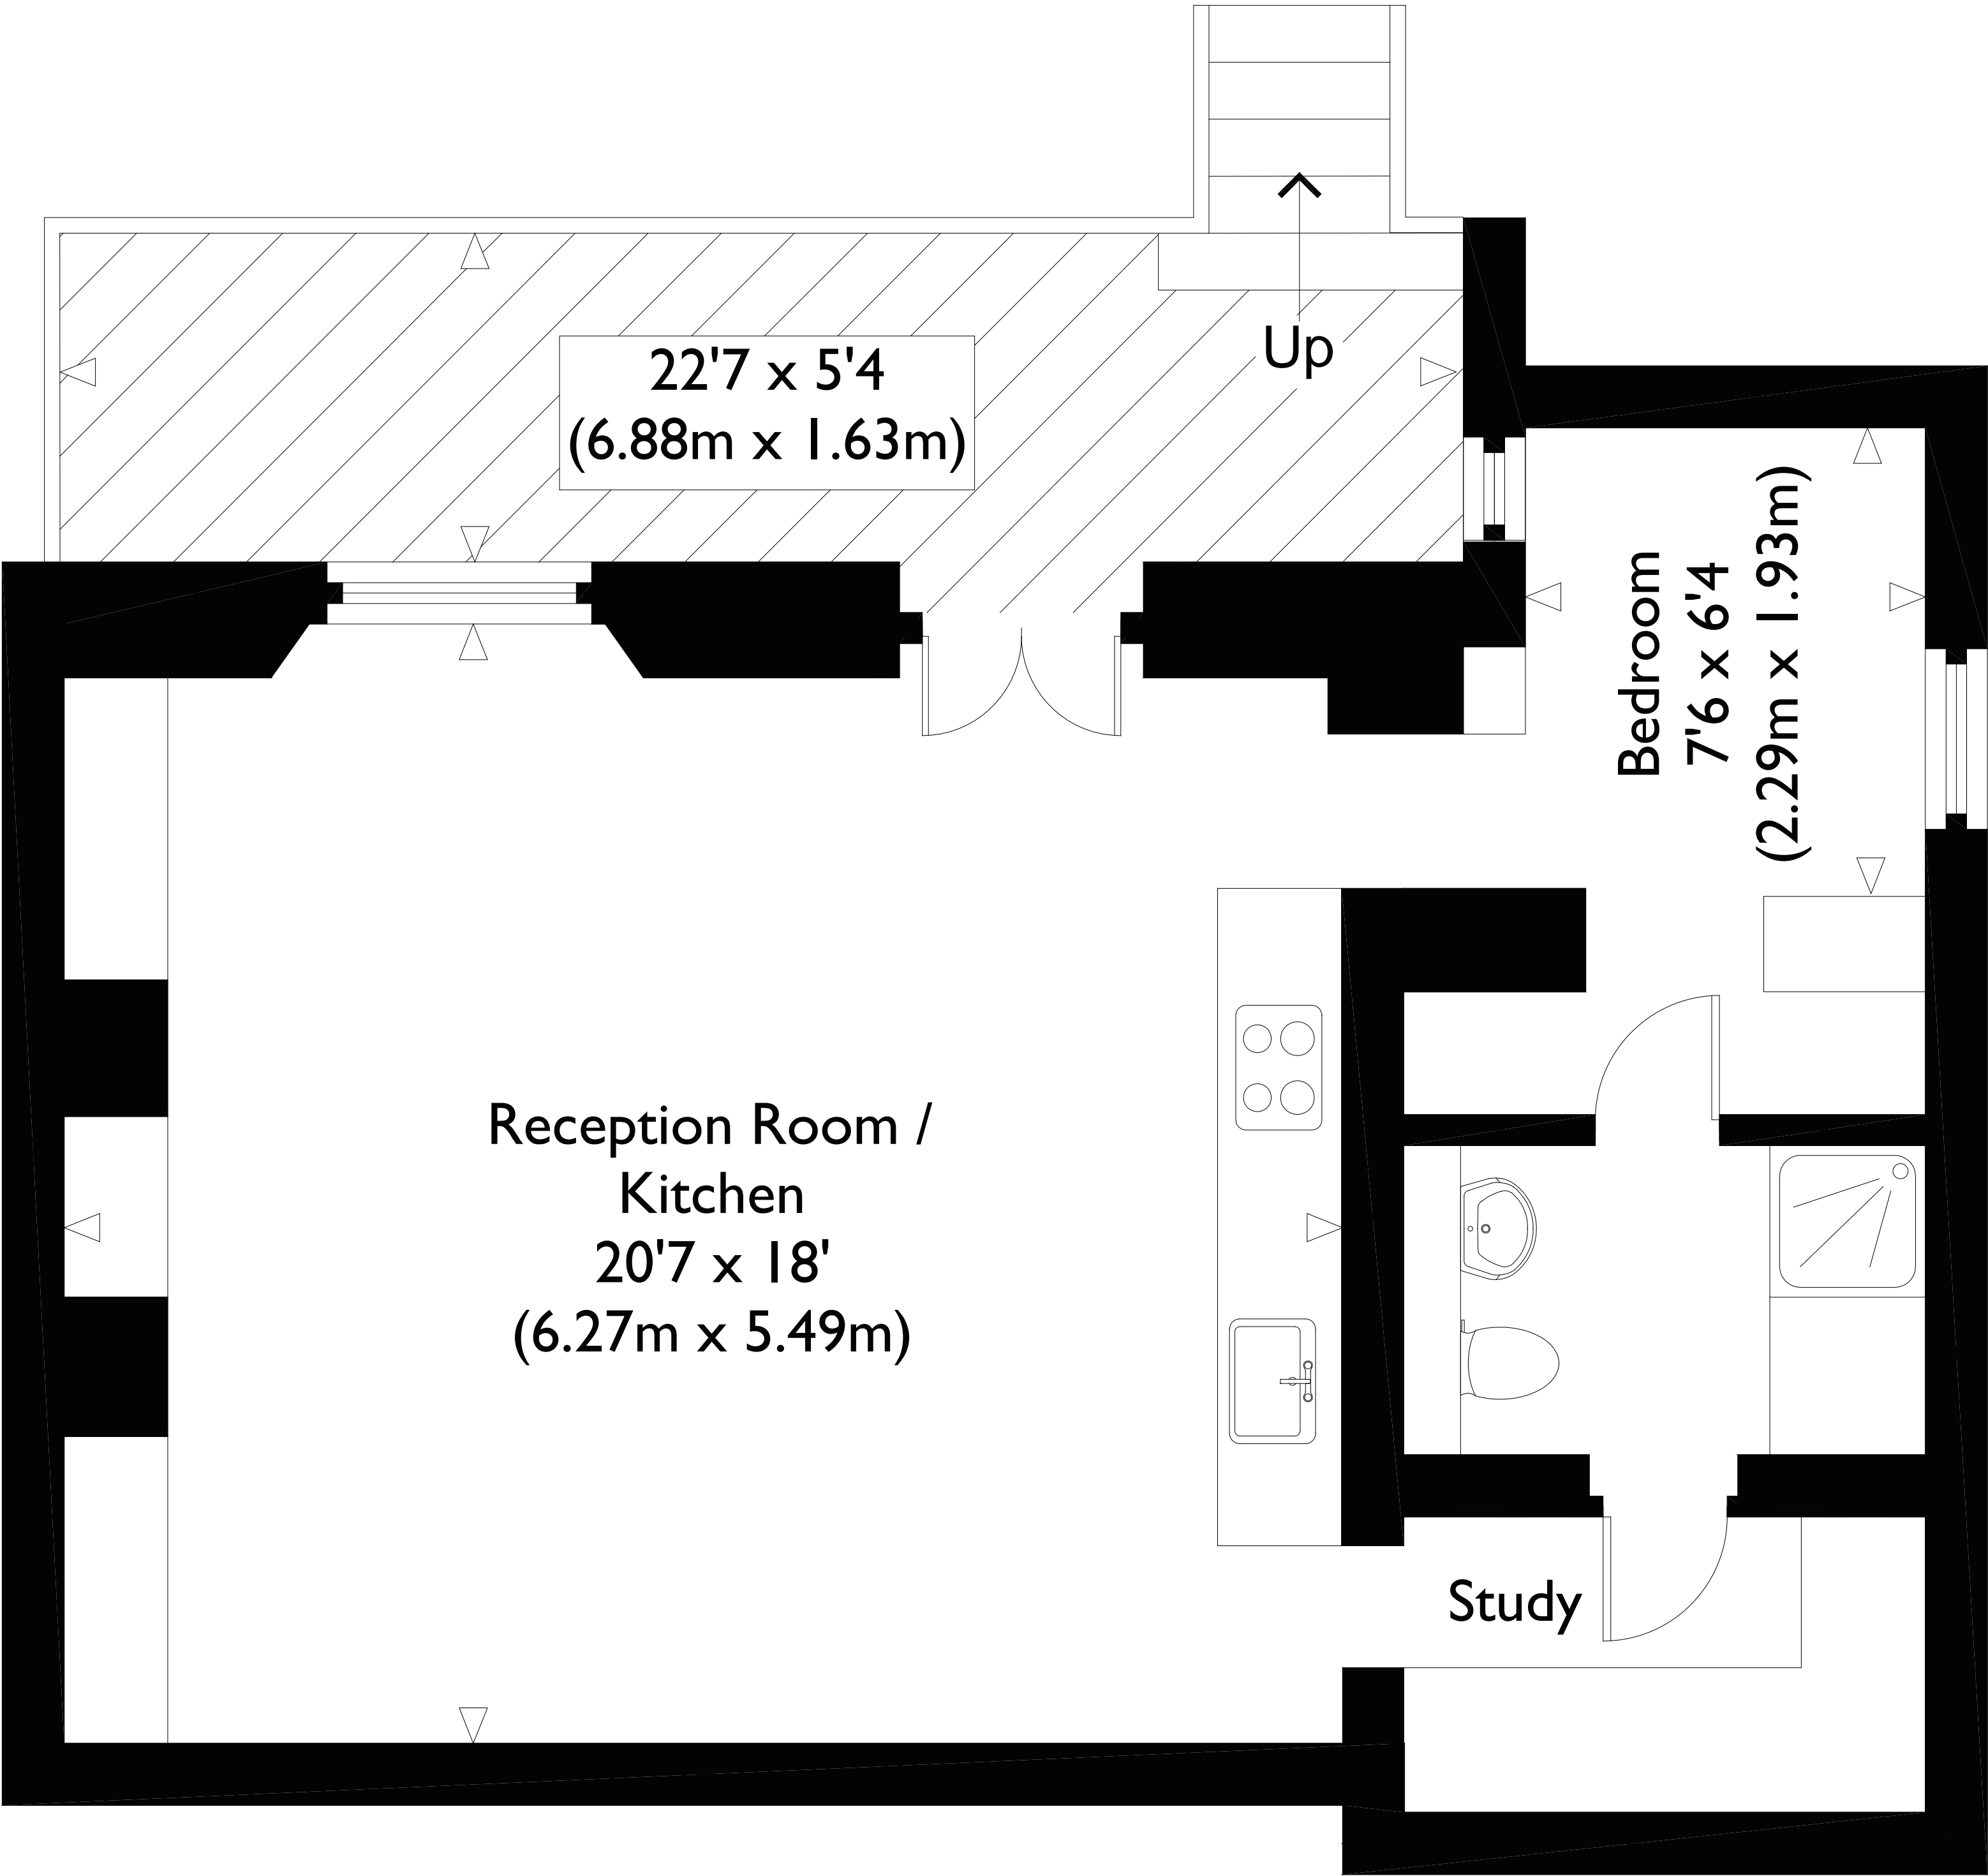 Up
22'7 x 5'4
(6.88m x 1.63m)
Bedroom
7'6 x 6'4
(2.29m x 1.93m)
Reception Room /
Kitchen
20'7 x 18'
(6.27m x 5.49m)
Study